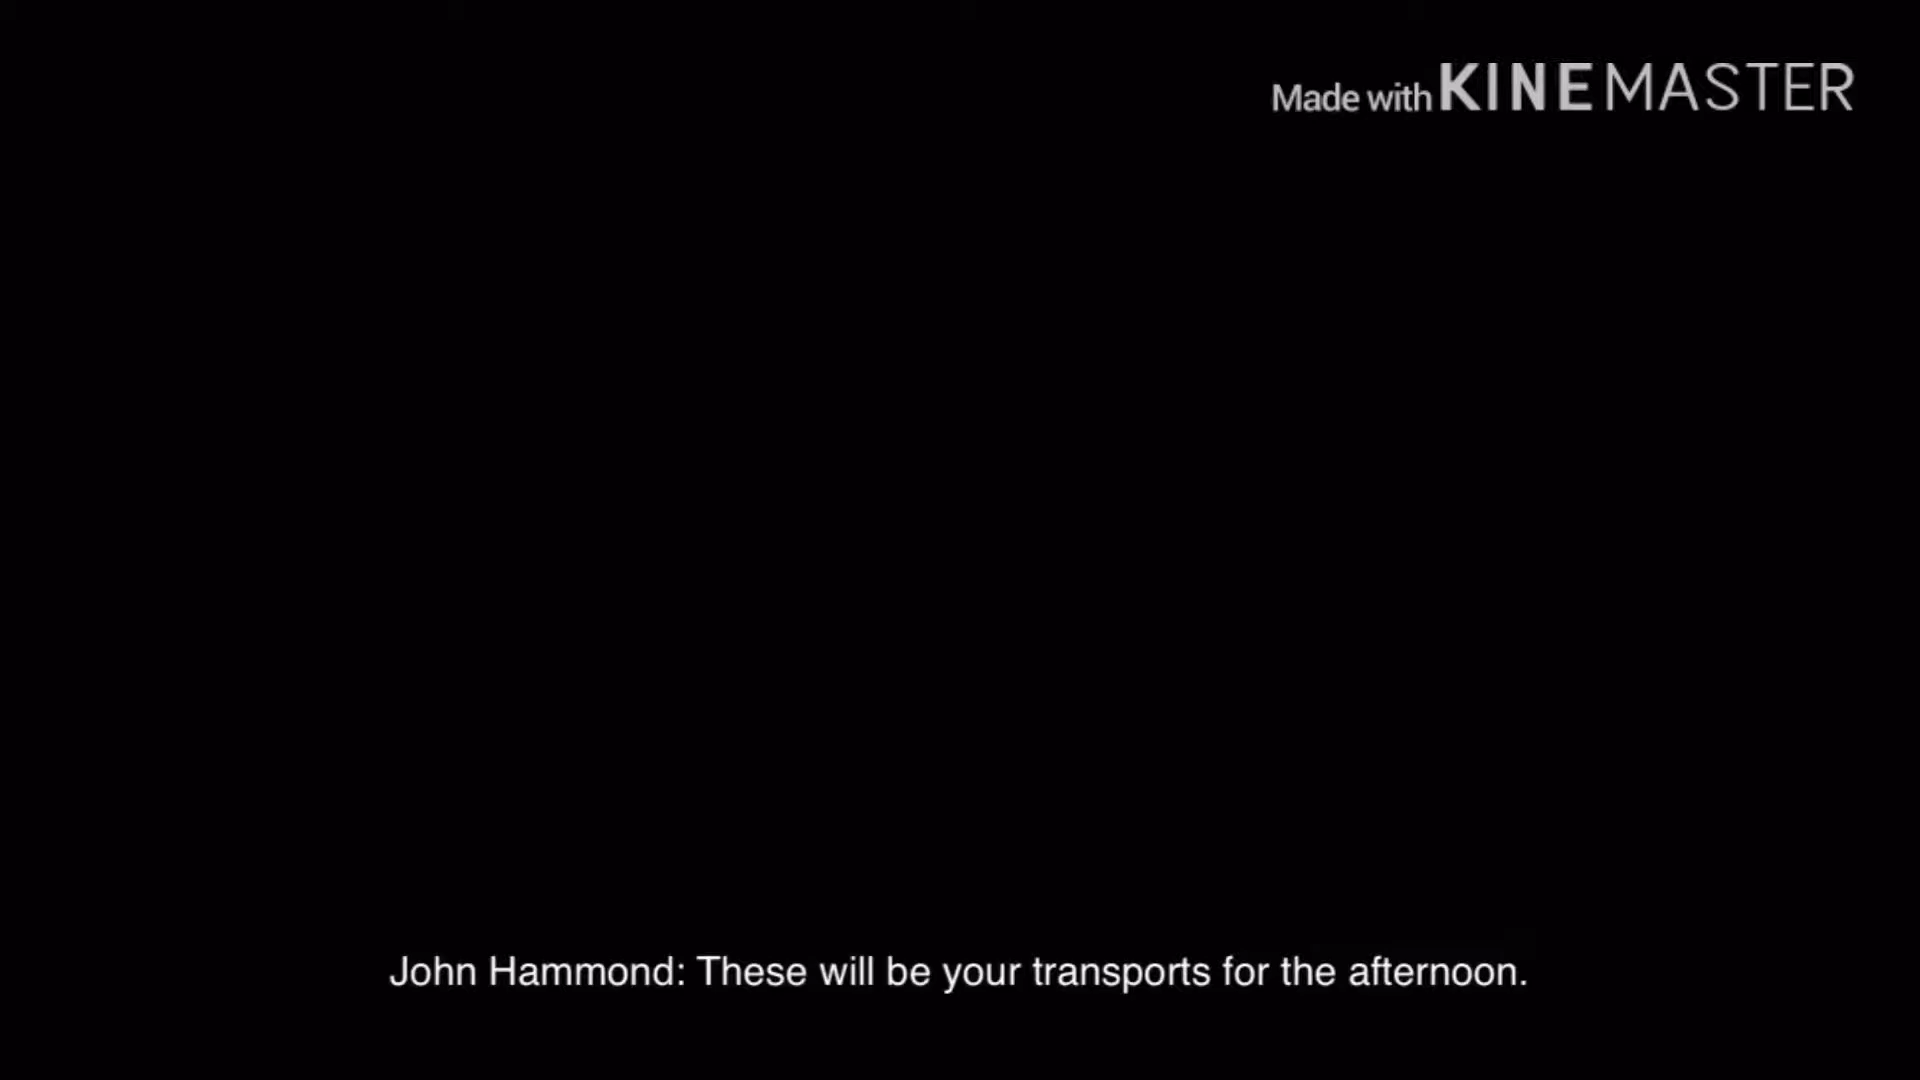 Made with KINEMASTER
John Hammond: These will be your transports for the afternoon.